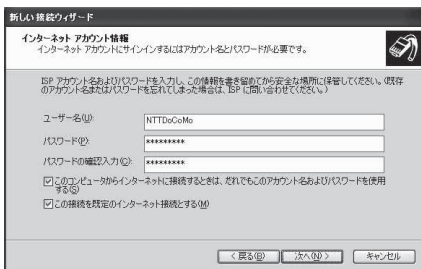 新しい接続ウィザード
インターネット アカウント情報
インターネット アカウントにサインインするにはアカウント名とパスワードが必要です。
ISP アカウント名およびパスワードを入力し、この情報を書き留めてから安全な場所に保管してください。(既存
のアカウント名またはパスワードを忘れてしまった場合は、ISP に問い合わせてください。)
ユーザー名(U):
NTTDoCoMo
パスワード(P):
*********
パスワードの確認入力(C):
*********
このコンピュータからインターネットに接続するときは、だれでもこのアカウント名およびパスワードを使用
する(S)
この接続を既定のインターネット接続とする(M)
< 戻る(B)
次へ(N) >
キャンセル